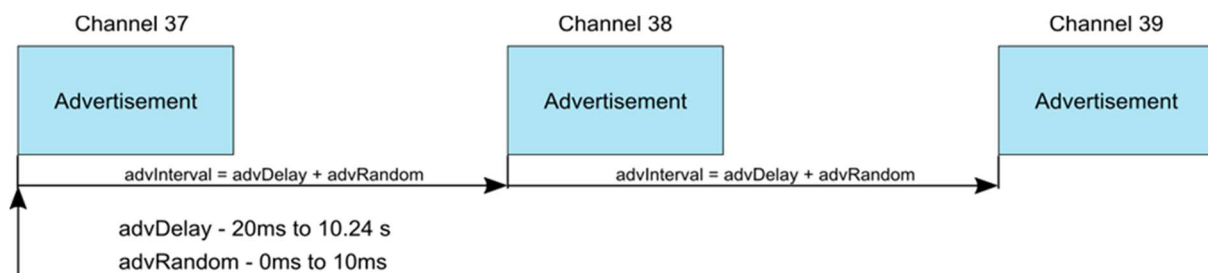 Channel 37
Channel 38
Channel 39
Advertisement
Advertisement
Advertisement
advInterval = advDelay + advRandom
advInterval = advDelay + advRandom
advDelay - 20ms to 10.24 s
advRandom - 0ms to 10ms